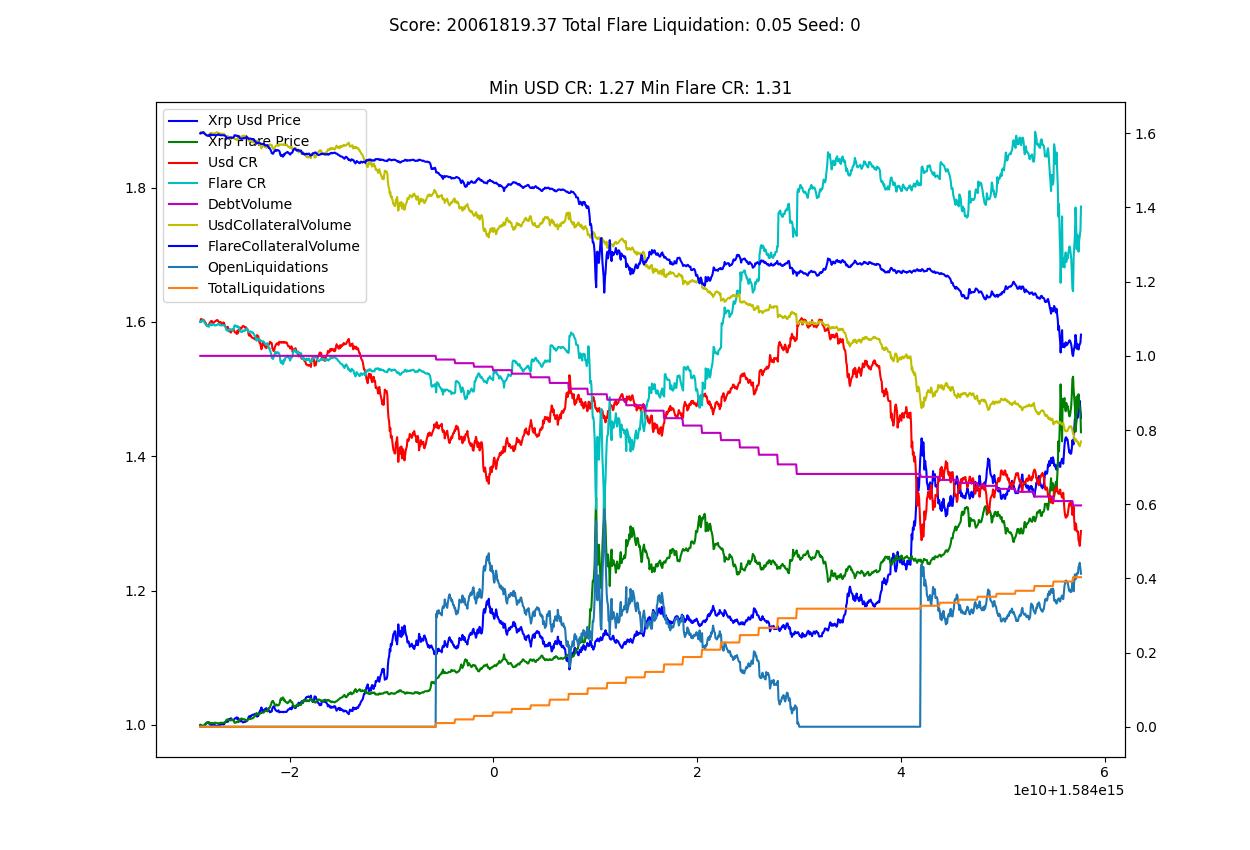 Score: 20061819.37 Total Flare Liquidation: 0.05 Seed: 0
Min USD CR: 1.27 Min Flare CR: 1.31
Xrp Usd Price
Xrp Flare Price
Usd CR
Flare CR
DebtVolume
UsdCollateralVolume
FlareCollateralVolume
OpenLiquidations
TotalLiquidations
1.8
1.6
1.4
1.2
1.0
1.6
1.4
1.2
1.0
0.8
0.6
0.4
0.2
0.0
−2
0
2
4
6
1e10+1.584e15